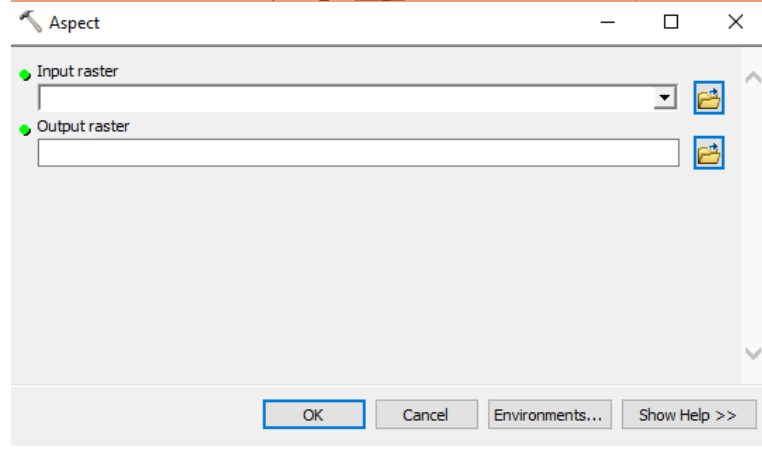 Aspect
Input raster
Output raster
OK Cancel Environments... Show Help >>